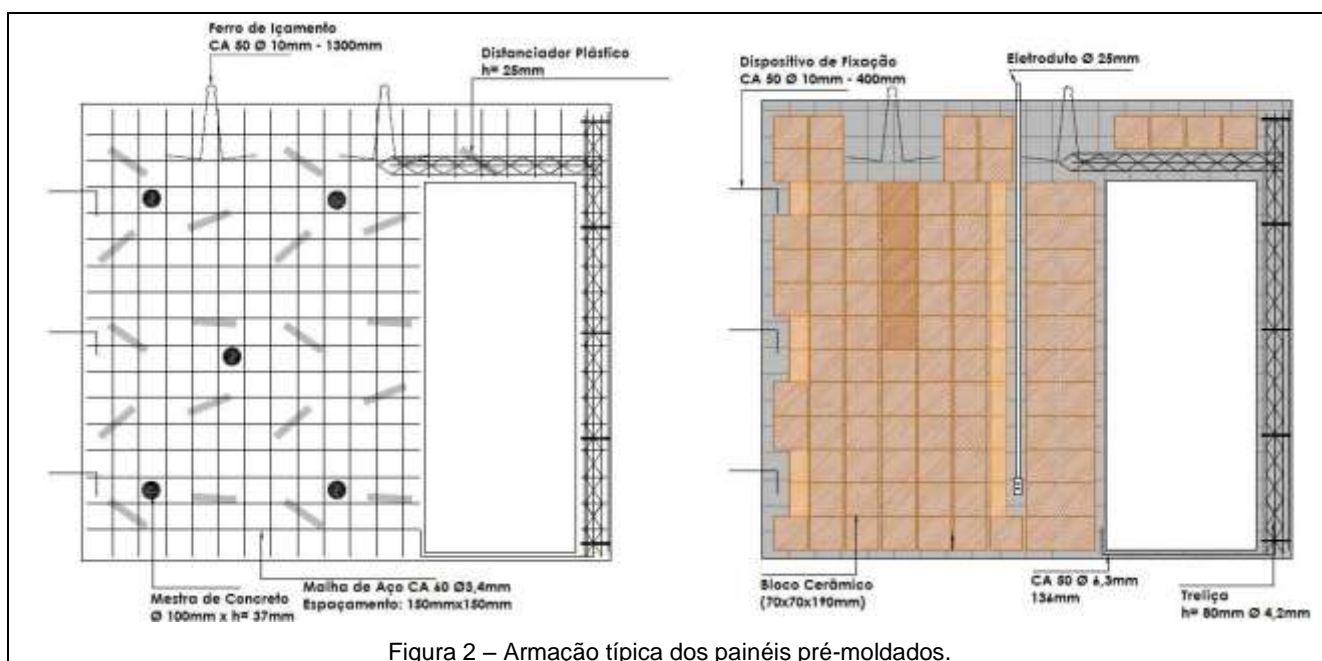 Ferro de Içamento
CA 50 Ø 10mm - 1300mm
Distanciador Plástico
h= 25mm
Mestra de Concreto
Ø 100mm x h= 37mm
Malha de Aço CA 60 Ø3,4mm
Espaçamento: 150mmx150mm
Dispositivo de Fixação
CA 50 Ø 10mm - 400mm
Eletroduto Ø 25mm
Bloco Cerâmico
(70x70x190mm)
CA 50 Ø 6,3mm
136mm
Treliça
h= 80mm Ø 4,2mm
Figura 2 – Armação típica dos painéis pré-moldados.